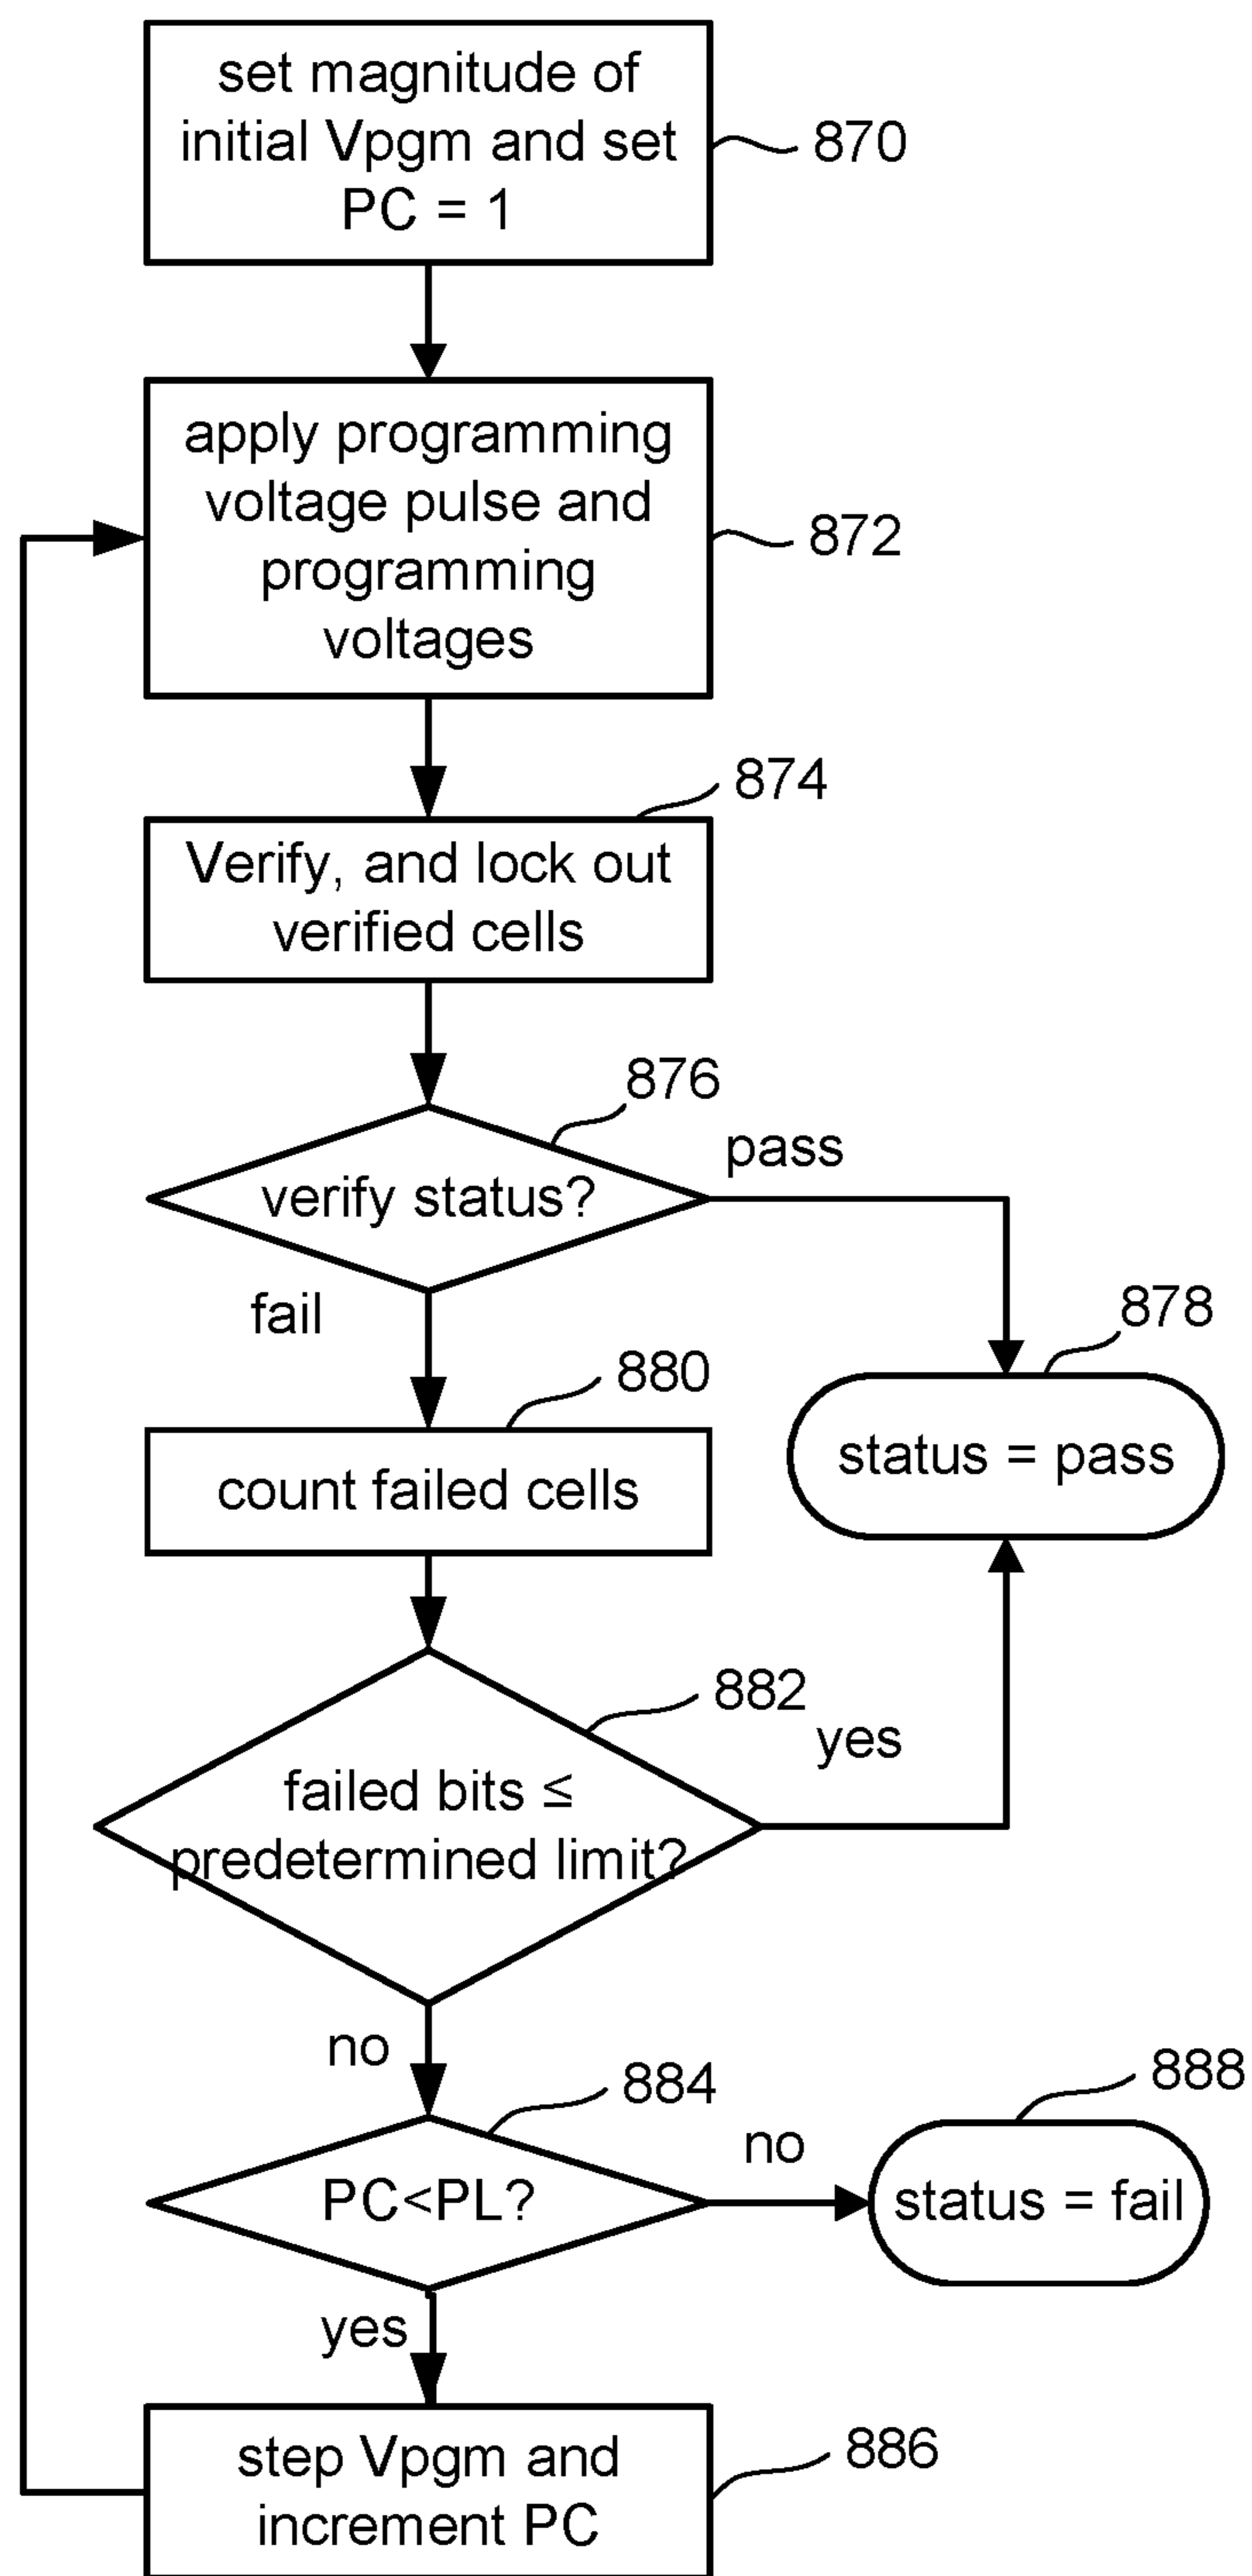 set magnitude of
initial Vpgm and set
PC = 1
870
apply programming
voltage pulse and
programming
voltages
872
874
Verify, and lock out
verified cells
876
pass
verify status?
fail
878
880
status = pass
count failed cells
882
yes
failed bits ≤
predetermined limit?
no
884
888
no
PC<PL?
status = fail
yes
step Vpgm and
increment PC
886